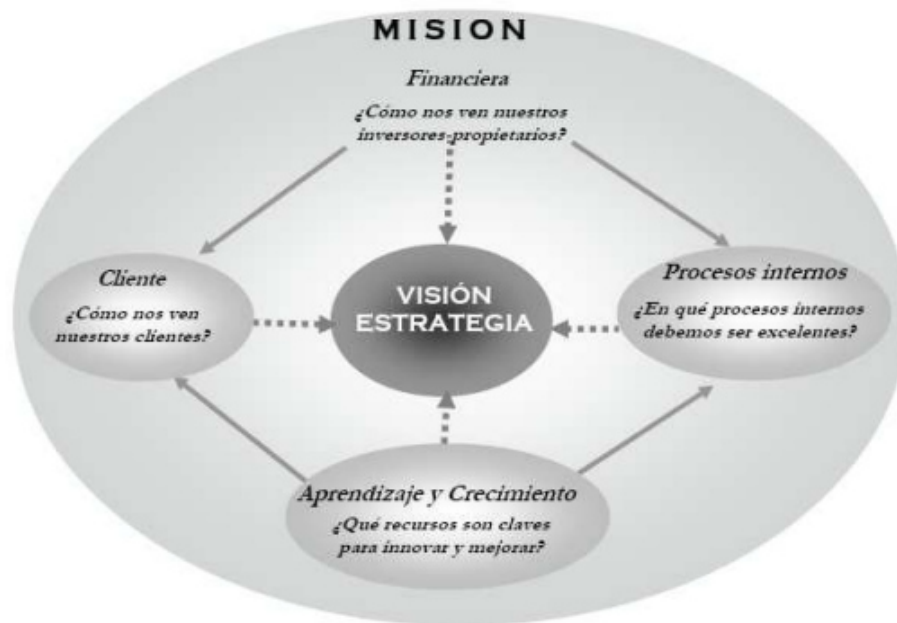 MISION
Financiera
¿Cómo nos ven nuestros
inversores-propietarios?
Cliente
¿Cómo nos ven
nuestros clientes?
VISIÓN
ESTRATEGIA
Procesos internos
¿En qué procesos internos
debemos ser excelentes?
Aprendizaje y Crecimiento
¿Qué recursos son claves
para innovar y mejorar?